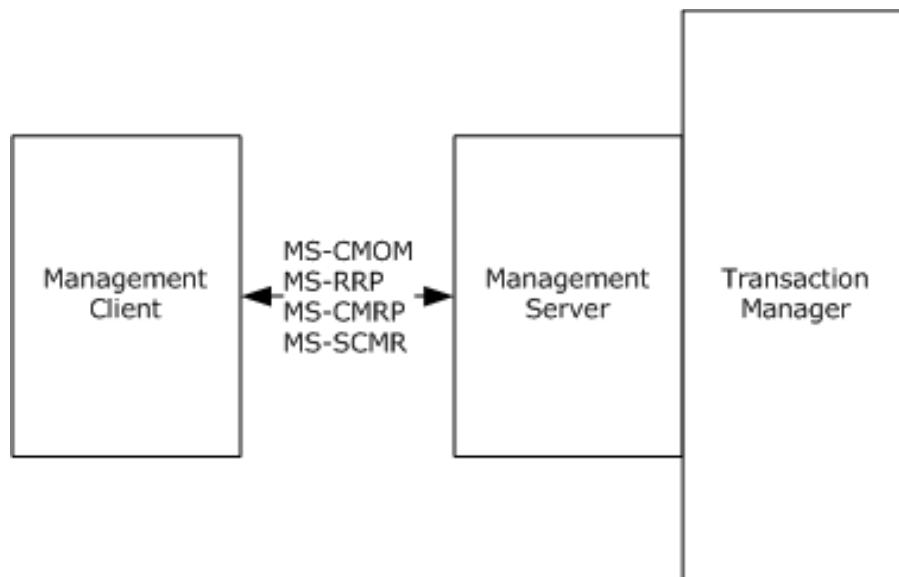 Management
Client
MS-CMOM
MS-RRP
MS-CMRP
MS-SCMR
Management
Server
Transaction
Manager